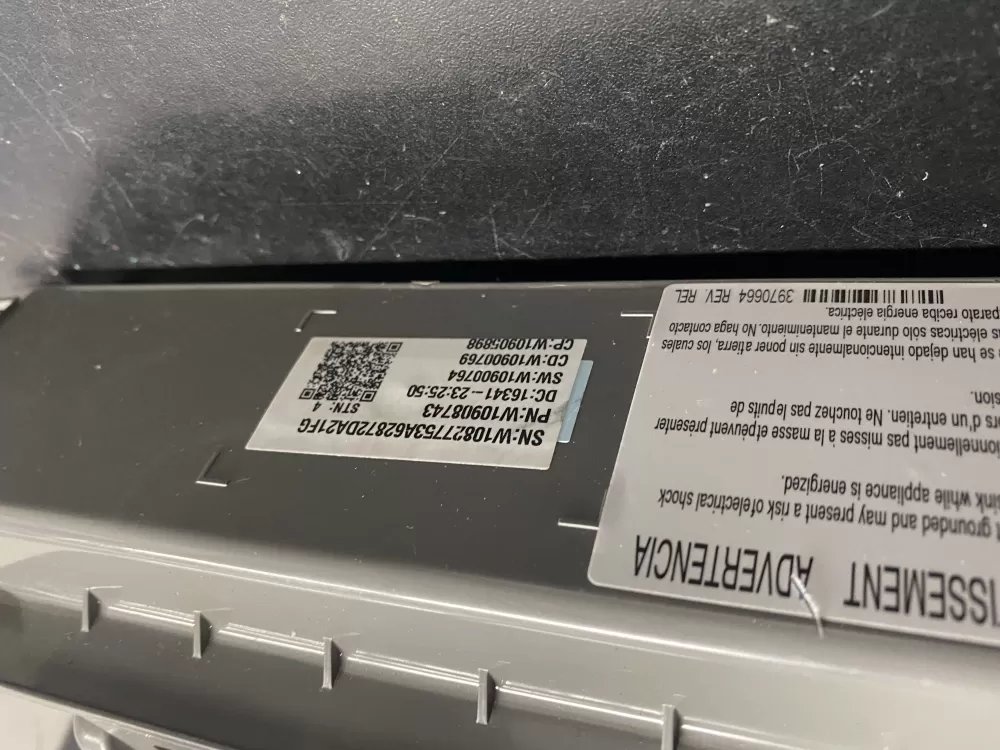 ISSEMENT ADVERTENCIA
grounded and may present a risk of electrical shock
while appliance is energized.
ionnellement pas misses à la masse et peuvent présenter
ors d'un entretien. Ne touchez pas le puits de
sion.
se han dejado intencionalmente sin poner a tierra, los cuales
as eléctricas sólo durante el mantenimiento. No haga contacto
parato reciba energía eléctrica.
3970664 REV. REL
SN:W10827753A62872DA21FG
PN:W10908743
STN: 4
DC:16341--23:25:50
SW:W10900764
CD:W10900769
CP:W10905898